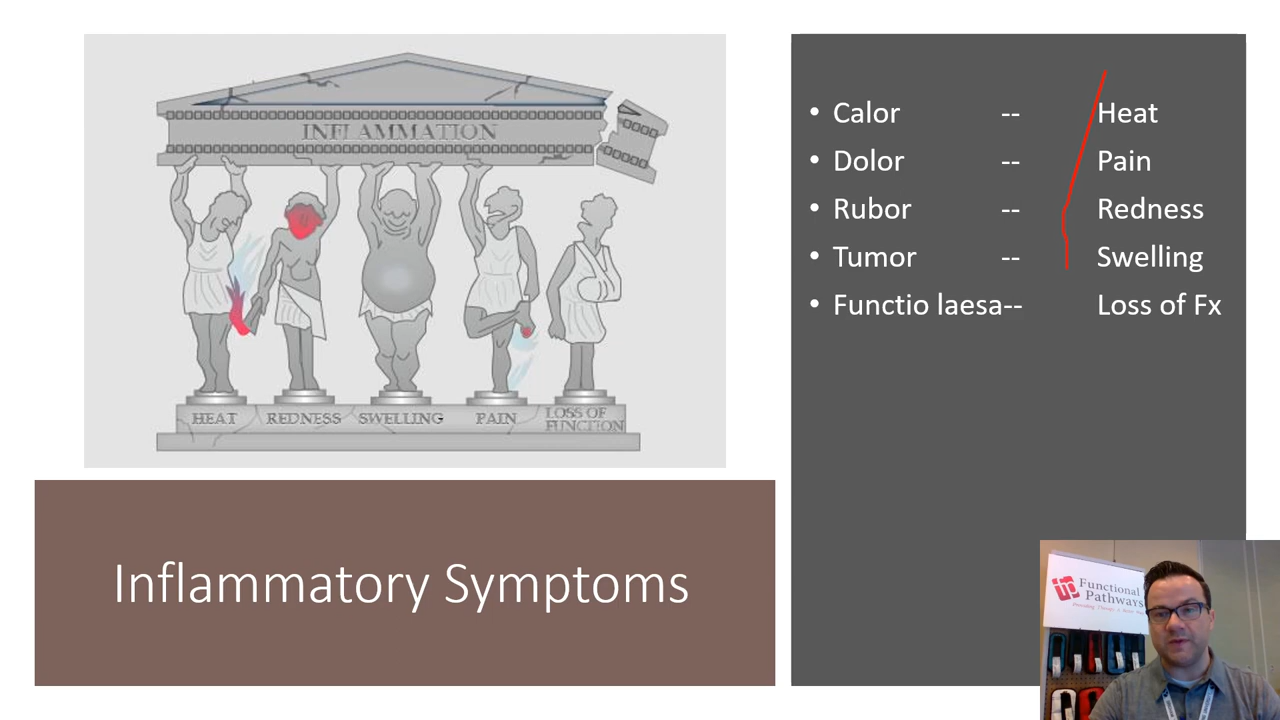 INFLAMMATION
HEAT REDNESS SWELLING PAIN LOSS OF FUNCTION
Inflammatory Symptoms
• Calor -- Heat
• Dolor -- Pain
• Rubor -- Redness
• Tumor -- Swelling
• Functio laesa-- Loss of Fx
Functional
Pathways